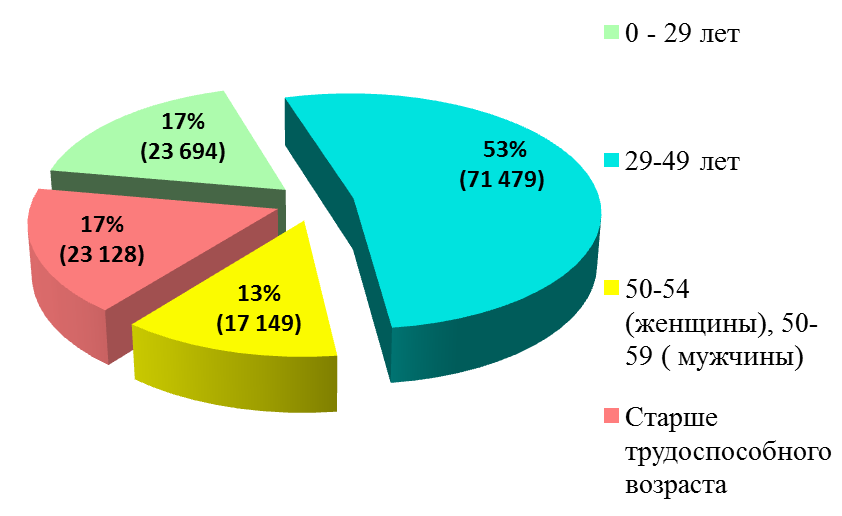 17%
(23 694)
53%
(71 479)
17%
(23 128)
13%
(17 149)
0 - 29 лет
29-49 лет
50-54
(женщины), 50-
59 ( мужчины)
Старше
трудоспособного
возраста